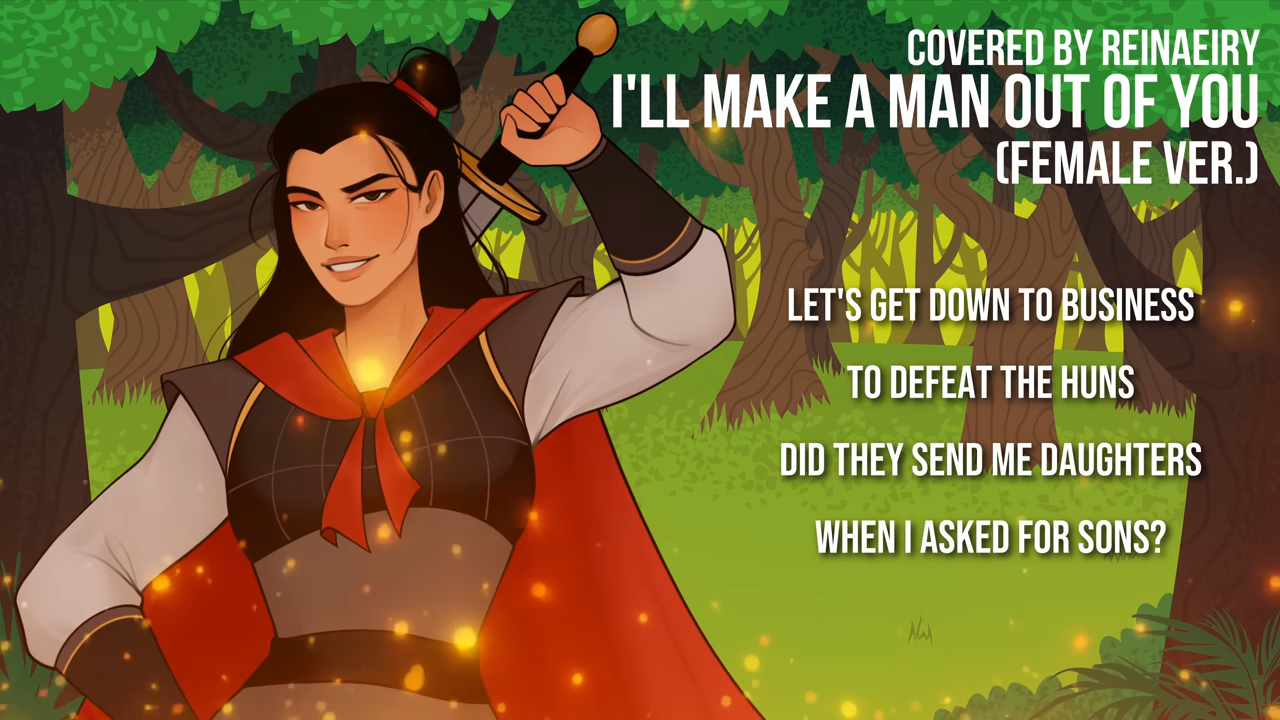 COVERED BY REINAEIRY
I'LL MAKE A MAN OUT OF YOU
(FEMALE VER.)
LET'S GET DOWN TO BUSINESS
TO DEFEAT THE HUNS
DID THEY SEND ME DAUGHTERS
WHEN I ASKED FOR SONS?